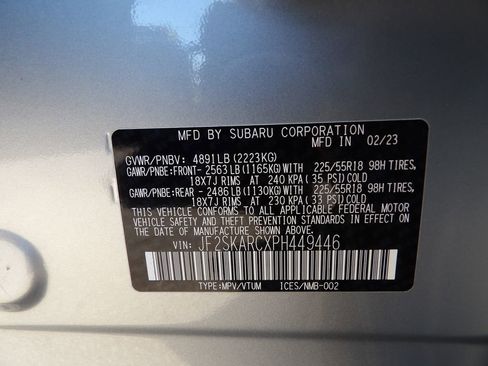 MFD BY SUBARU CORPORATION
MFD IN 02/23
GVWR/PNBV: 4891LB (2223KG)
GAWR/PNBE:FRONT- 2563LB (1165KG)WITH 225/55R18 98H TIRES,
18X7J RIMS AT 240 KPA (35 PSI)COLD
GAWR/PNBE:REAR - 2486LB (1130KG)WITH 225/55R18 98H TIRES,
18X7J RIMS AT 230 KPA (33 PSI)COLD
THIS VEHICLE CONFORMS TO ALL APPLICABLE FEDERAL MOTOR
VEHICLE SAFETY AND THEFT PREVENTION STANDARDS IN EFFECT ON
THE DATE OF MANUFACTURE SHOWN ABOVE.
VIN: JF2SKARCXPH449446
TYPE:MPV/VTUM ICES/NMB-002